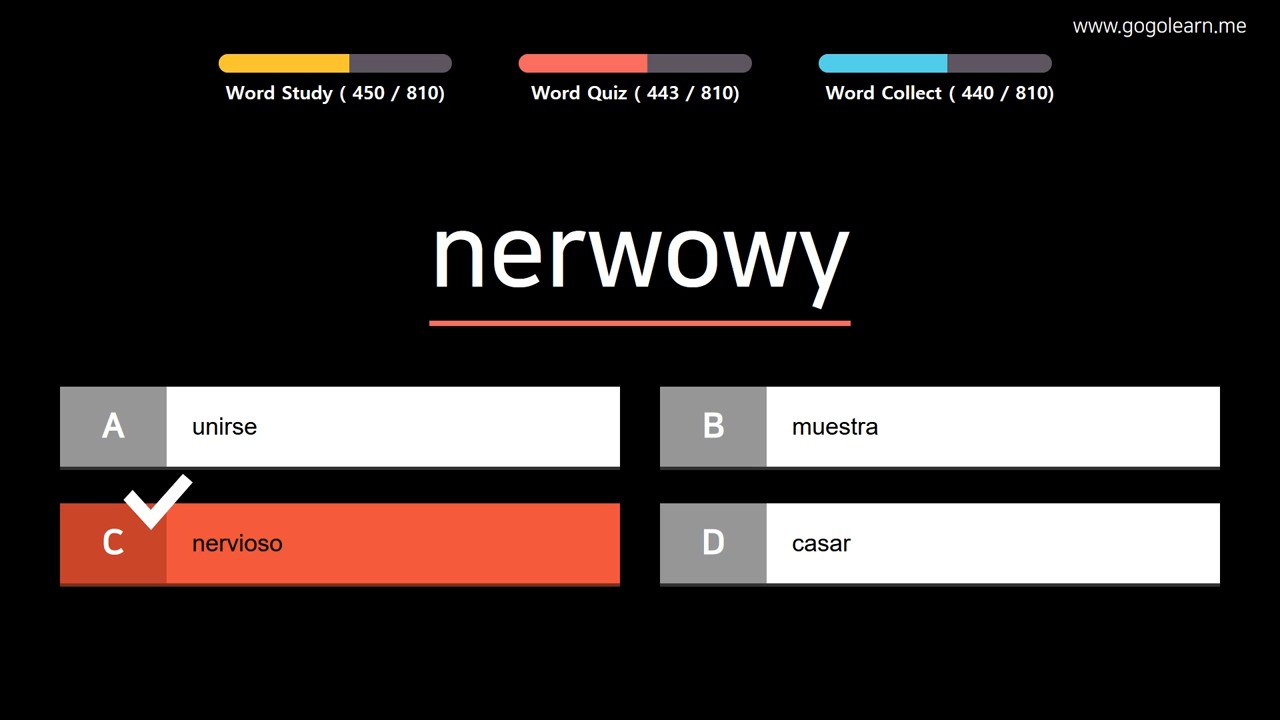 www.gogolearn.me
Word Study ( 450 / 810)
Word Quiz ( 443 / 810)
Word Collect ( 440 / 810)
nerwowy
A unirse
B muestra
C nervioso
D casar